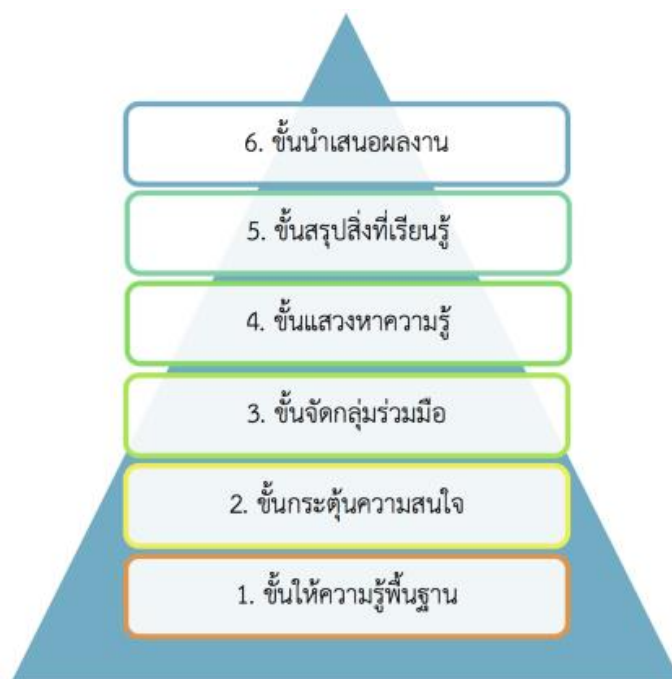 6. ขั้นนำเสนอผลงาน
5. ขั้นสรุปสิ่งที่เรียนรู้
4. ขั้นแสวงหาความรู้
3. ขั้นจัดกลุ่มร่วมมือ
2. ขั้นกระตุ้นความสนใจ
1. ขั้นให้ความรู้พื้นฐาน